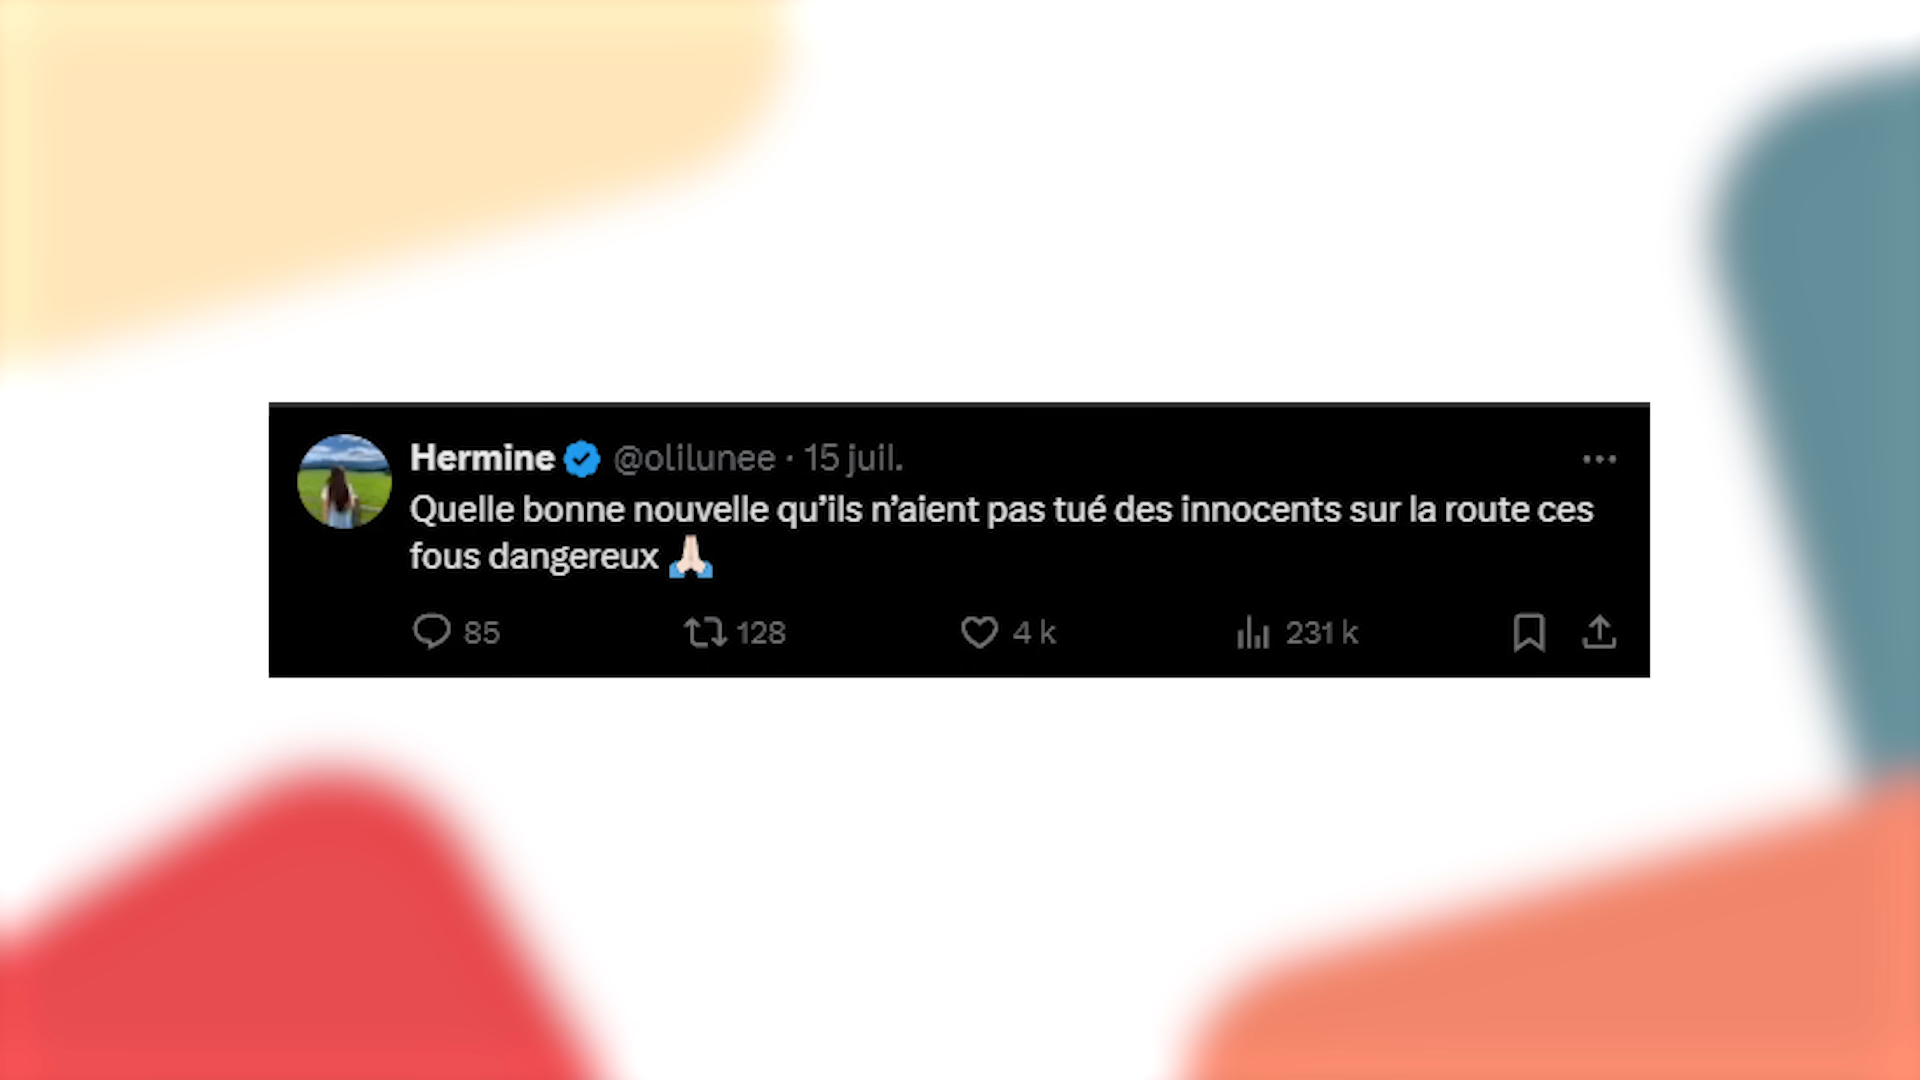 Hermine @olilunee · 15 juil.
Quelle bonne nouvelle qu’ils n’aient pas tué des innocents sur la route ces
fous dangereux 🙏🏻
85 128 4 k 231 k